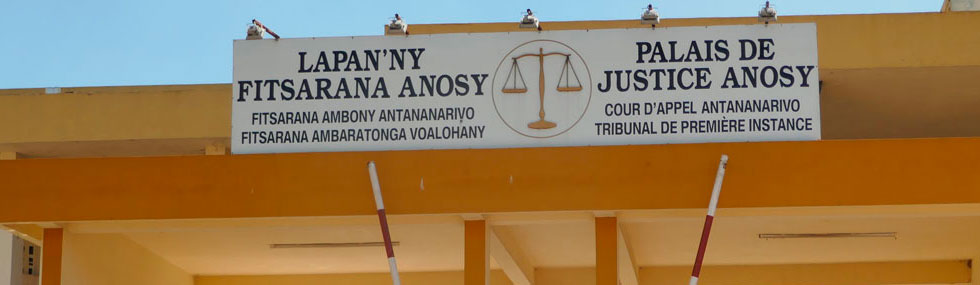 LAPAN'NY
FITSARANA ANOSY
FITSARANA AMBONY ANTANANARIVO
FITSARANA AMBARATONGA VOALOHANY
PALAIS DE
JUSTICE ANOSY
COUR D'APPEL ANTANANARIVO
TRIBUNAL DE PREMIÈRE INSTANCE